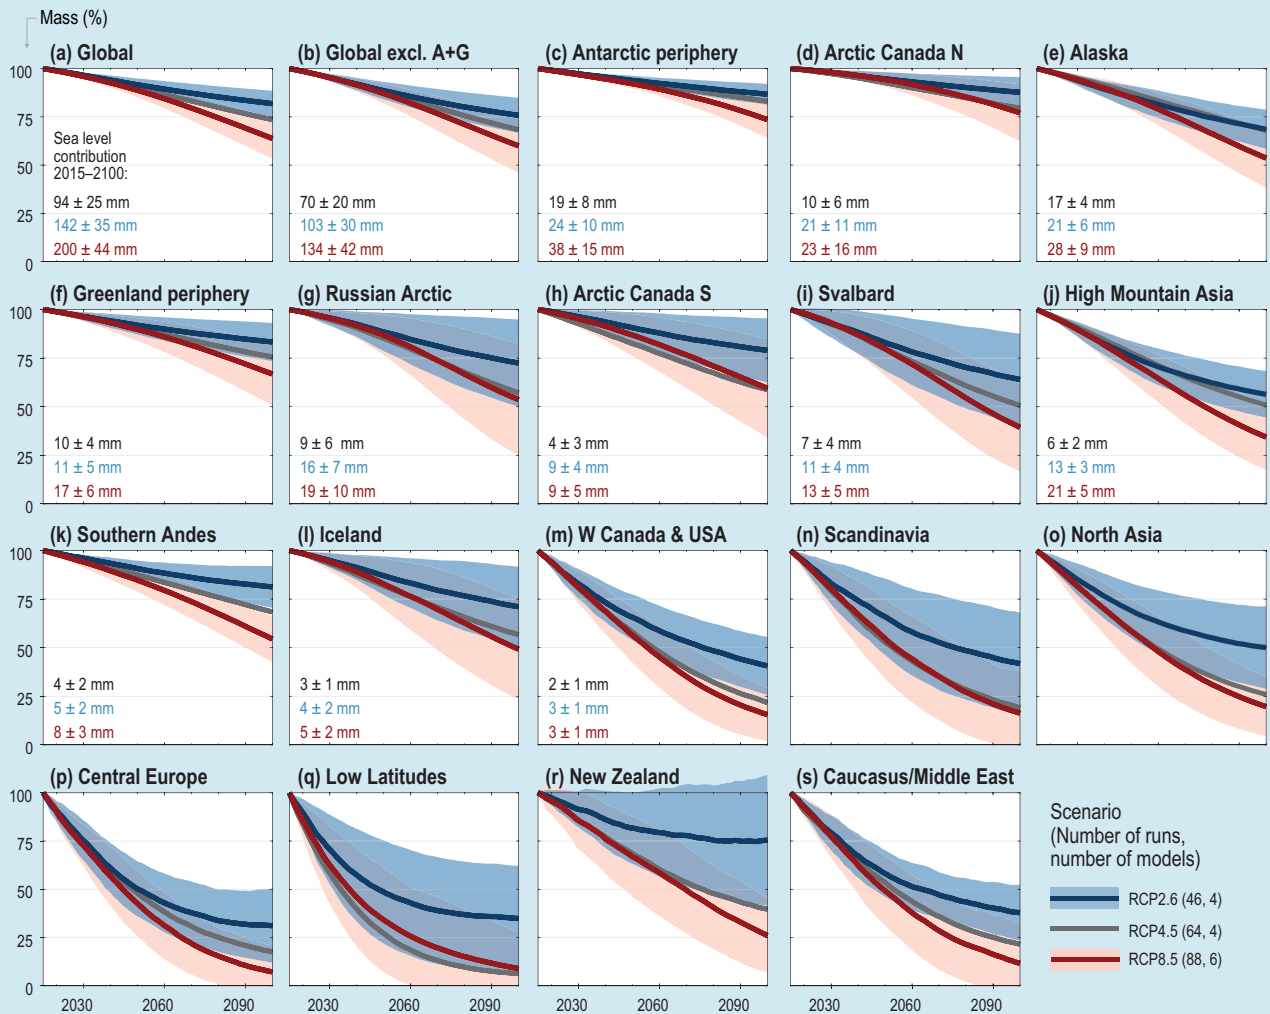 Mass (%)
(a) Global
(b) Global excl. A+G
(c) Antarctic periphery
(d) Arctic Canada N
(e) Alaska
100
75
50
25
0
Sea level
contribution
2015–2100:
94 ± 25 mm
142 ± 35 mm
200 ± 44 mm
70 ± 20 mm
103 ± 30 mm
134 ± 42 mm
19 ± 8 mm
24 ± 10 mm
38 ± 15 mm
10 ± 6 mm
21 ± 11 mm
23 ± 16 mm
17 ± 4 mm
21 ± 6 mm
28 ± 9 mm
(f) Greenland periphery
(g) Russian Arctic
(h) Arctic Canada S
(i) Svalbard
(j) High Mountain Asia
100
75
50
25
0
10 ± 4 mm
11 ± 5 mm
17 ± 6 mm
9 ± 6 mm
16 ± 7 mm
19 ± 10 mm
4 ± 3 mm
9 ± 4 mm
9 ± 5 mm
7 ± 4 mm
11 ± 4 mm
13 ± 5 mm
6 ± 2 mm
13 ± 3 mm
21 ± 5 mm
(k) Southern Andes
(l) Iceland
(m) W Canada & USA
(n) Scandinavia
(o) North Asia
100
75
50
25
0
4 ± 2 mm
5 ± 2 mm
8 ± 3 mm
3 ± 1 mm
4 ± 2 mm
5 ± 2 mm
2 ± 1 mm
3 ± 1 mm
3 ± 1 mm
(p) Central Europe
(q) Low Latitudes
(r) New Zealand
(s) Caucasus/Middle East
100
75
50
25
0
2030 2060 2090
2030 2060 2090
2030 2060 2090
2030 2060 2090
Scenario
(Number of runs,
number of models)
RCP2.6 (46, 4)
RCP4.5 (64, 4)
RCP8.5 (88, 6)